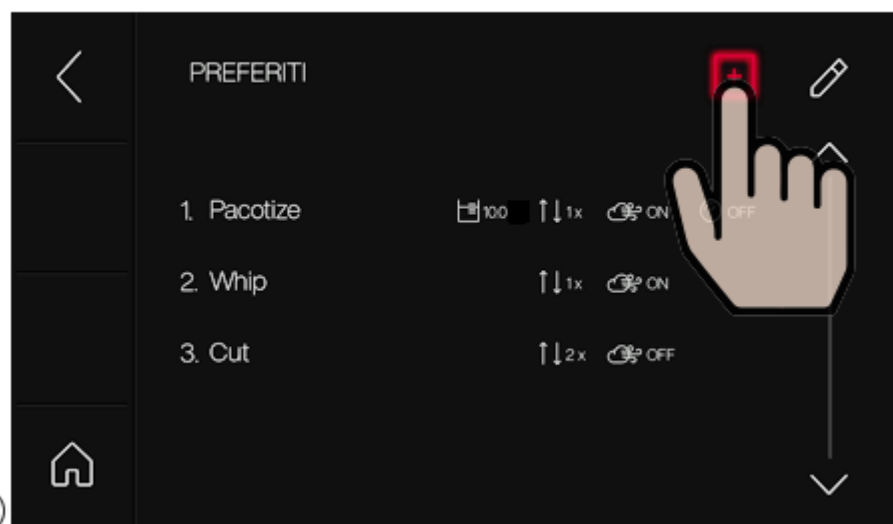 PREFERITI
1. Pacotize 100 1x ON OFF
2. Whip 1x ON
3. Cut 2x OFF